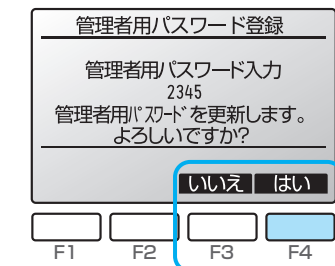 管理者用パスワード登録
管理者用パスワード入力
2345
管理者用ﾊﾟｽﾜｰﾄﾞを更新します。
よろしいですか?
いいえ はい
F1 F2 F3 F4